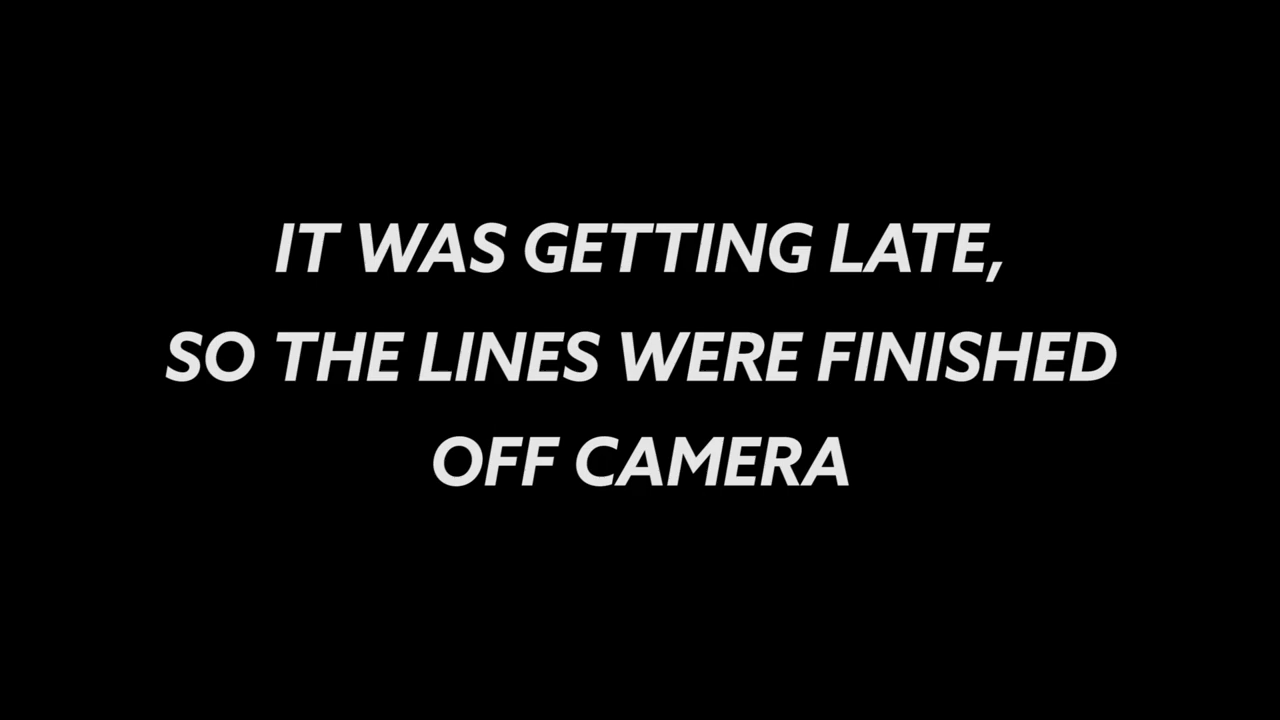 IT WAS GETTING LATE,
SO THE LINES WERE FINISHED
OFF CAMERA